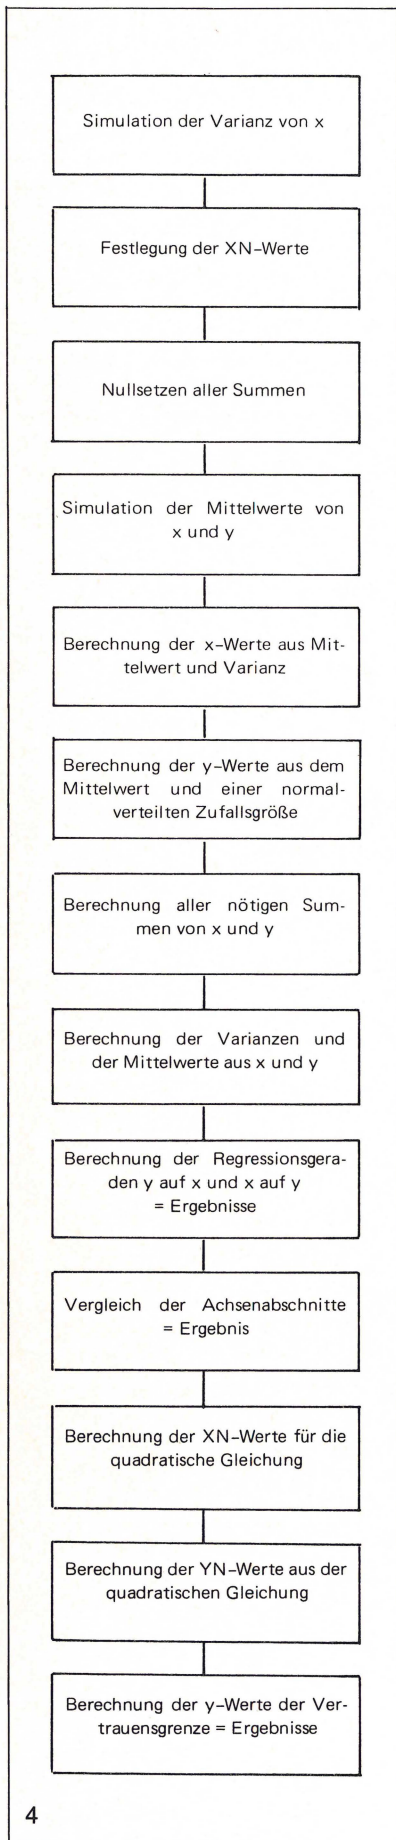 Simulation der Varianz von x
Festlegung der XN-Werte
Nullsetzen aller Summen
Simulation der Mittelwerte von
x und y
Berechnung der x-Werte aus Mit-
telwert und Varianz
Berechnung der y-Werte aus dem
Mittelwert und einer normal-
verteilten Zufallsgröße
Berechnung aller nötigen Sum-
men von x und y
Berechnung der Varianzen und
der Mittelwerte aus x und y
Berechnung der Regressionsgera-
den y auf x und x auf y
= Ergebnisse
Vergleich der Achsenabschnitte
= Ergebnis
Berechnung der XN-Werte für die
quadratische Gleichung
Berechnung der YN-Werte aus der
quadratischen Gleichung
Berechnung der y-Werte der Ver-
trauensgrenze = Ergebnisse
4